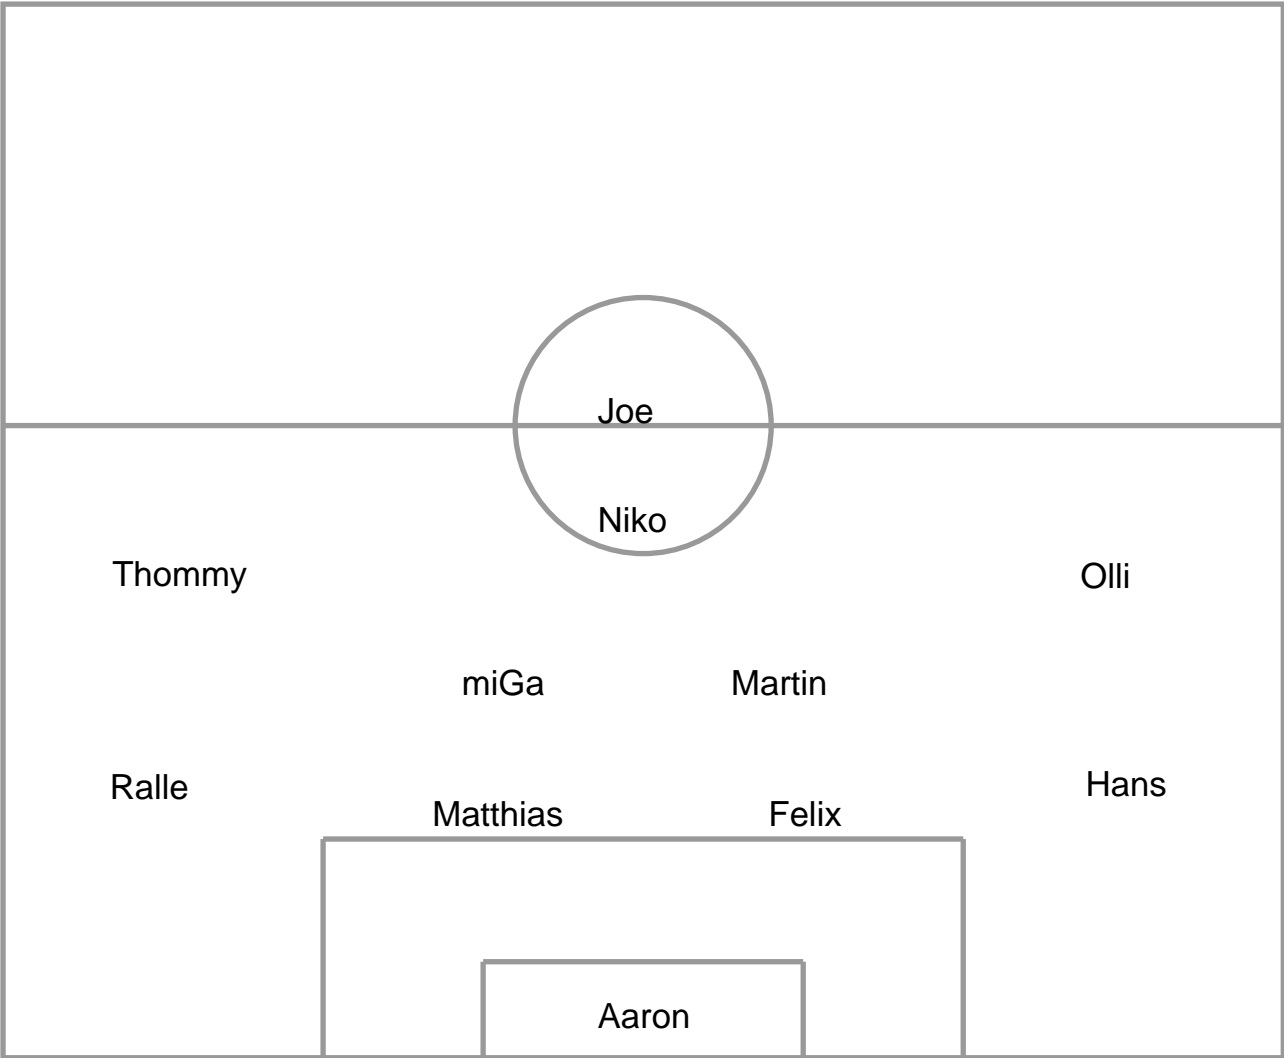 Joe
Niko
Thommy
Olli
miGa
Martin
Ralle
Hans
Matthias
Felix
Aaron